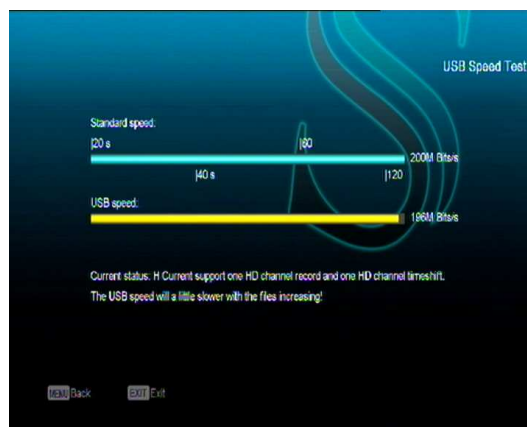 USB Speed Test
Standard speed:
|20 s |60
200M Bits/s
|40 s |120
USB speed:
196M Bits/s
Current status: H Current support one HD channel record and one HD channel timeshift.
The USB speed will a little slower with the files increasing!
MENU Back EXIT Exit